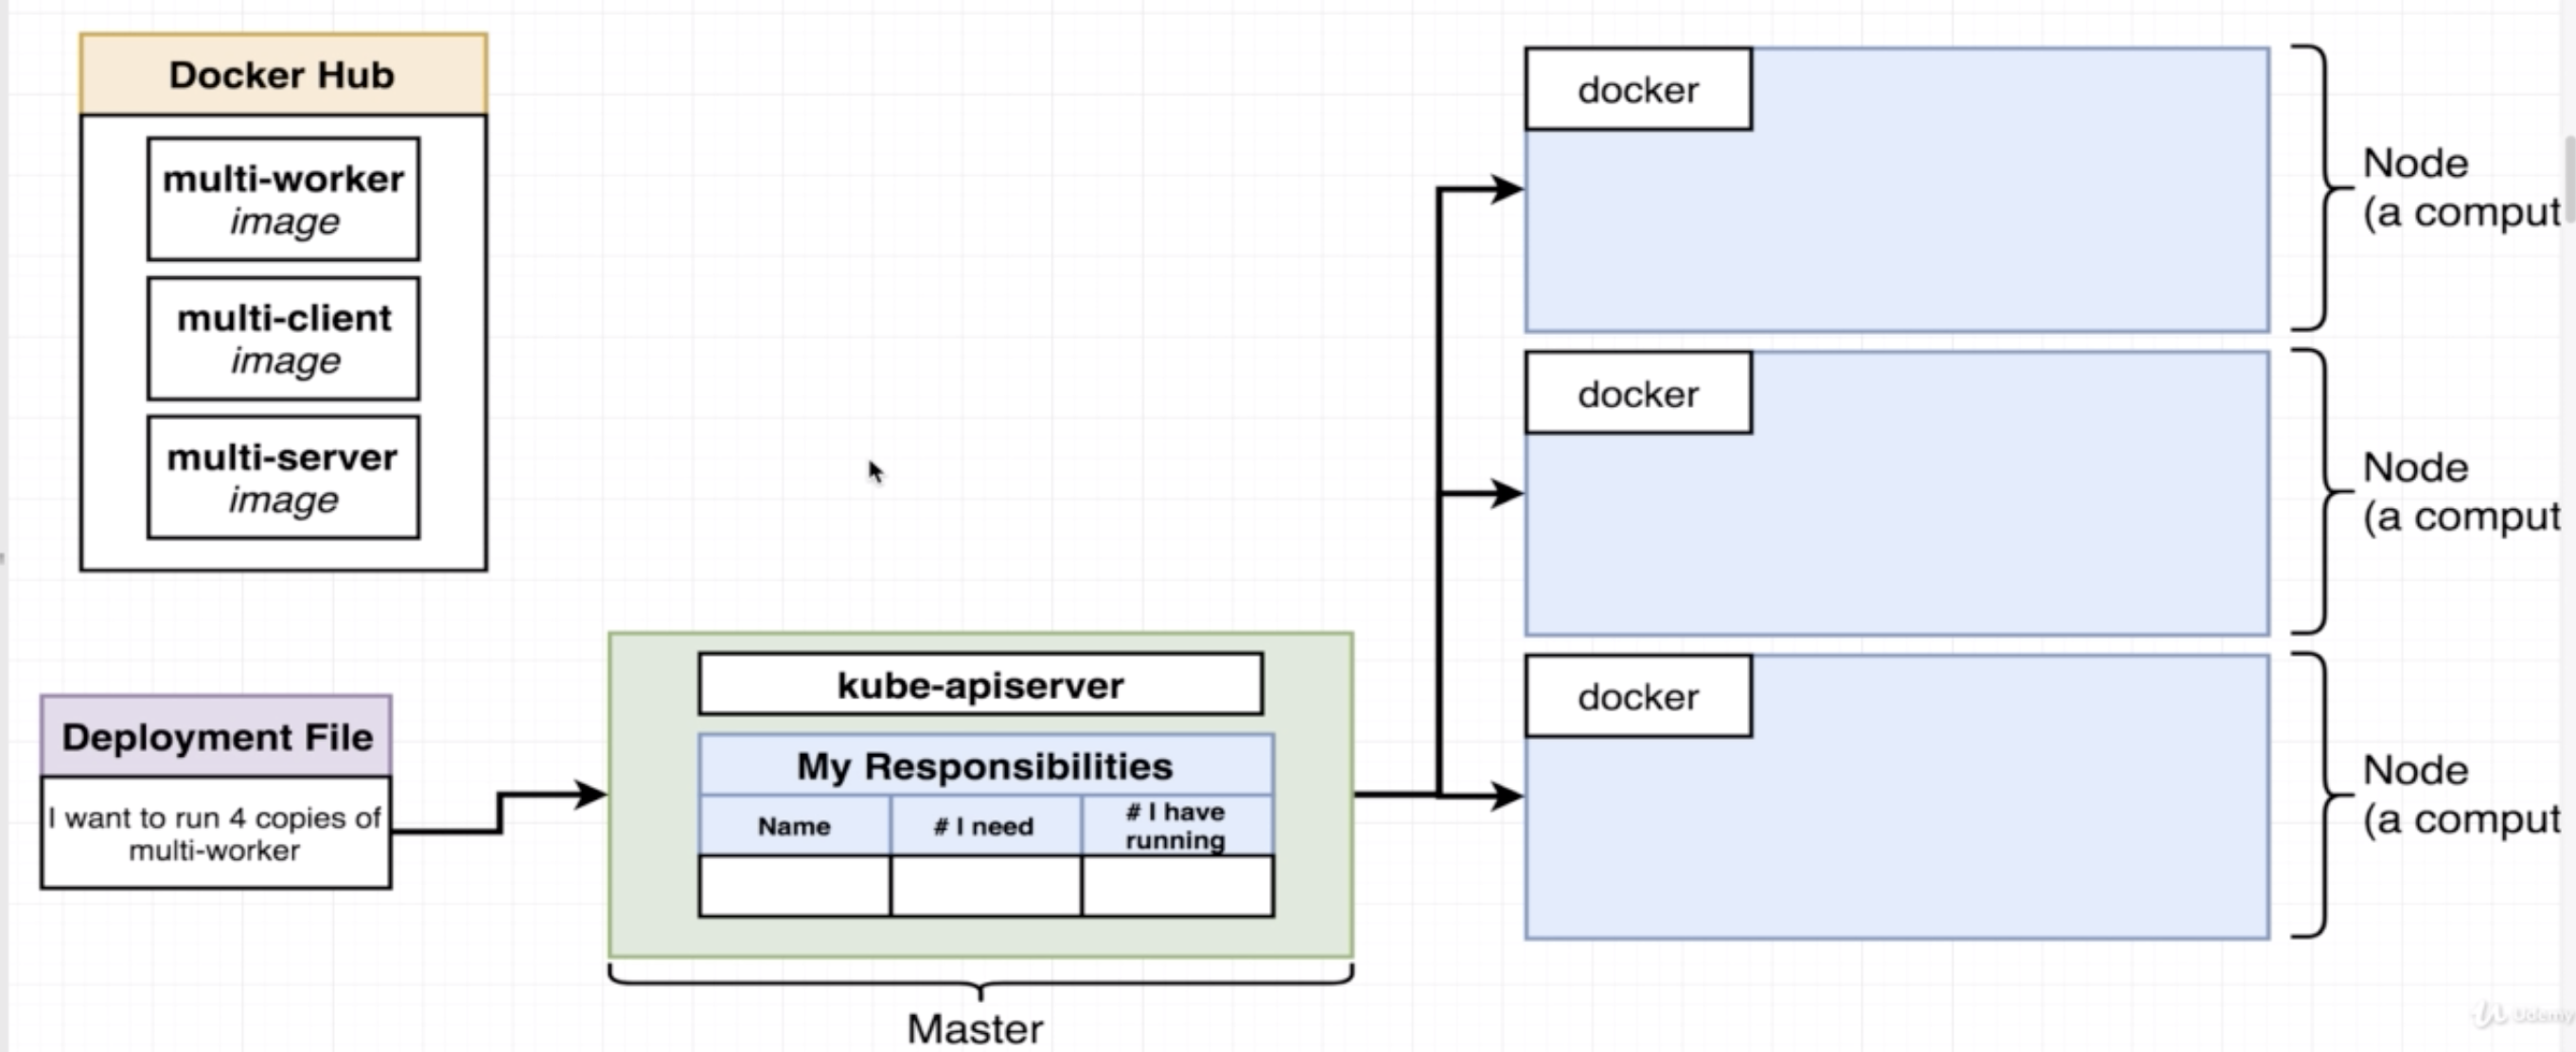 Docker Hub
multi-worker
image
multi-client
image
multi-server
image
Deployment File
I want to run 4 copies of
multi-worker
kube-apiserver
My Responsibilities
Name
# I need
# I have
running
Master
docker
Node
(a comput
docker
Node
(a comput
docker
Node
(a comput
Udemy